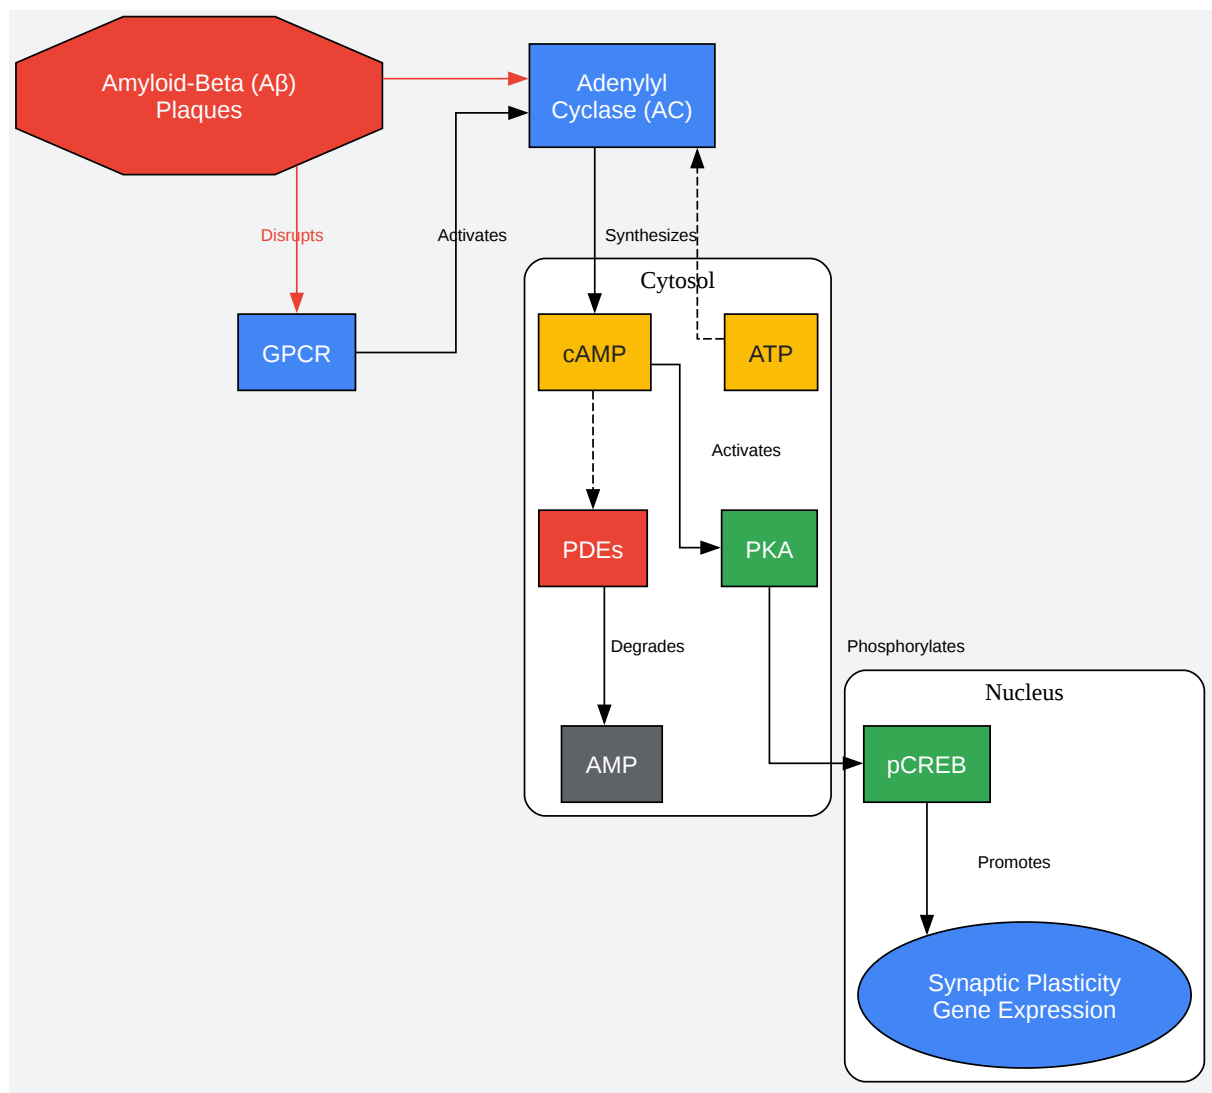 Amyloid-Beta (Aβ)
Plaques
Adenylyl
Cyclase (AC)
Disrupts
Activates
Synthesizes
Cytosol
GPCR
cAMP
ATP
Activates
PDEs
PKA
Degrades
Phosphorylates
Nucleus
AMP
pCREB
Promotes
Synaptic Plasticity
Gene Expression